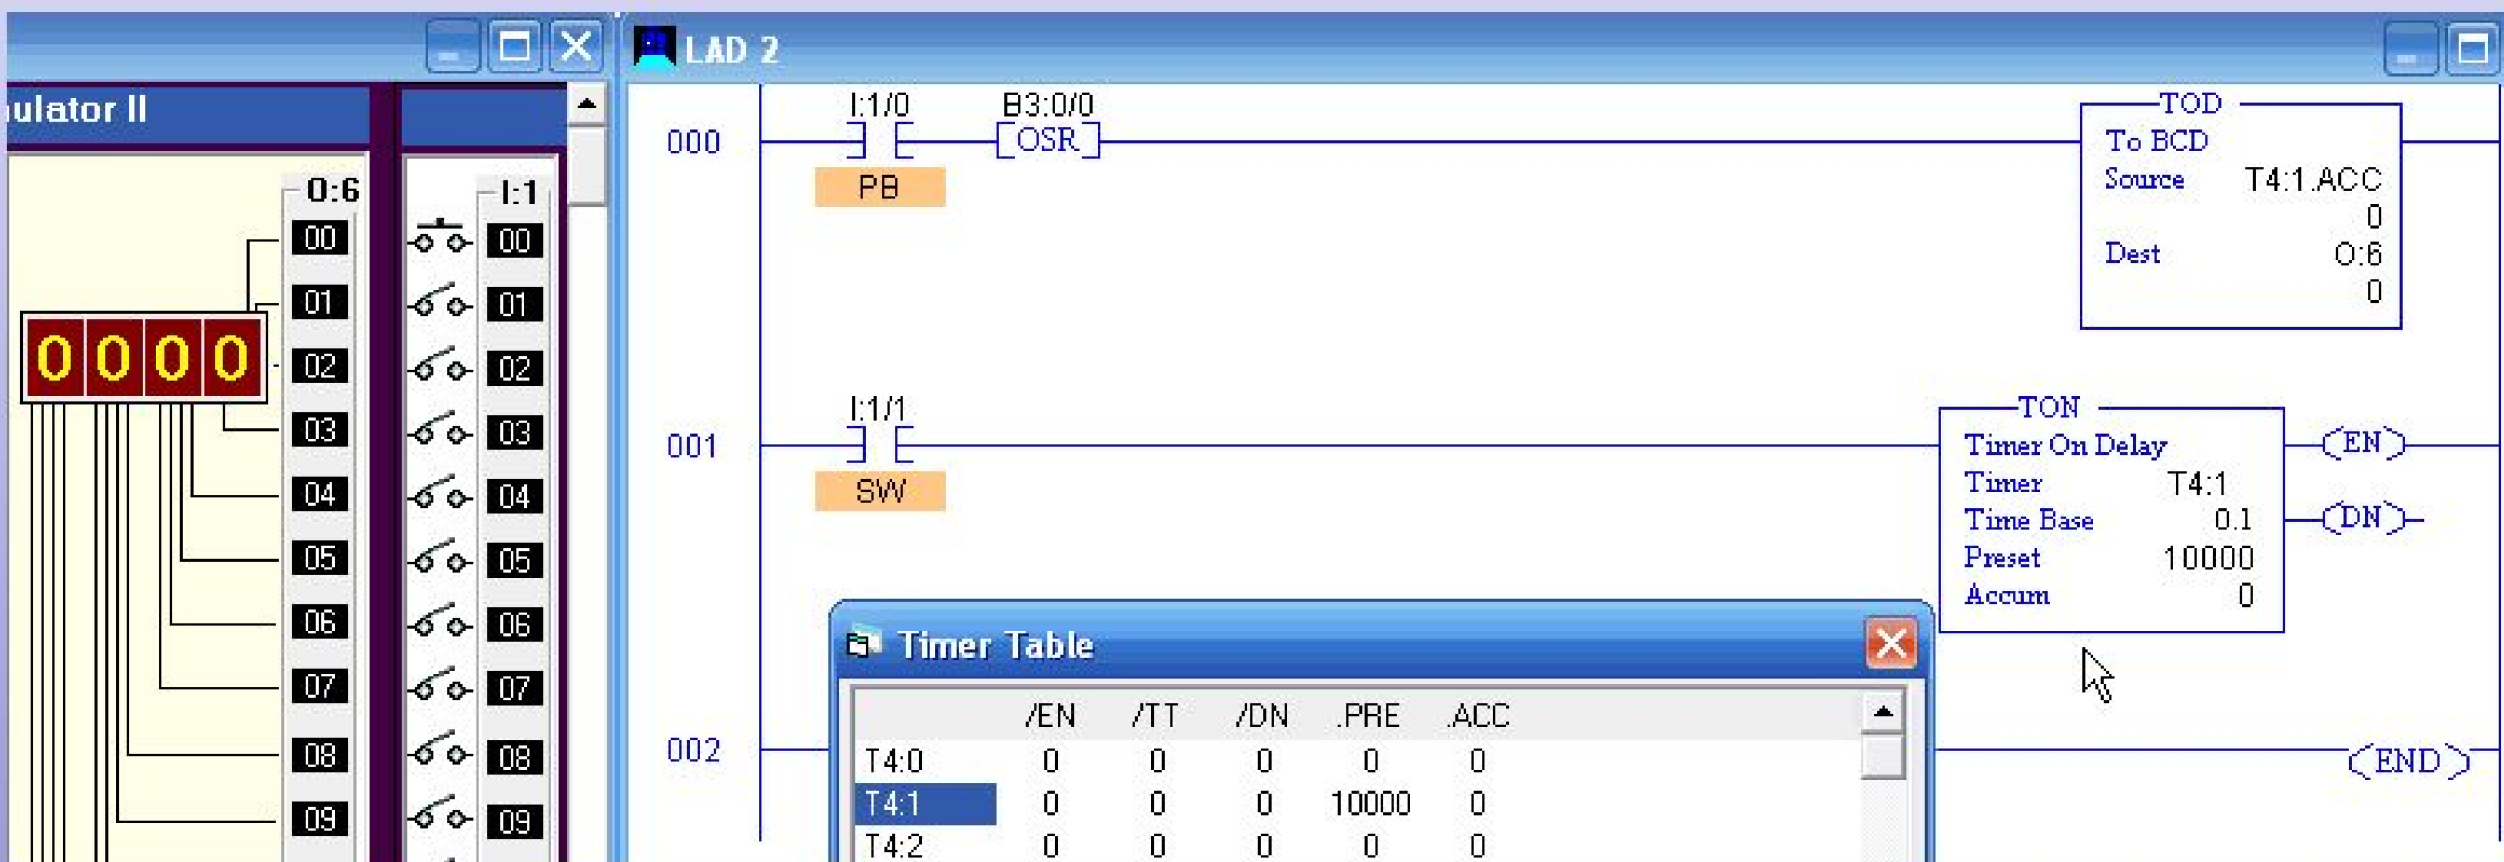 ulator II
O:6
00
01
02
03
04
05
06
07
08
09
0000
I:1
00
01
02
03
04
05
06
07
08
09
LAD 2
000
I:1/0
PB
B3:0/0
OSR
TOD
To BCD
Source T4:1.ACC
0
Dest O:6
0
001
I:1/1
SW
TON
Timer On Delay
Timer T4:1
Time Base 0.1
Preset 10000
Accum 0
EN
DN
002
END
Timer Table
/EN /TT /DN .PRE .ACC
T4:0 0 0 0 0 0
T4:1 0 0 0 10000 0
T4:2 0 0 0 0 0